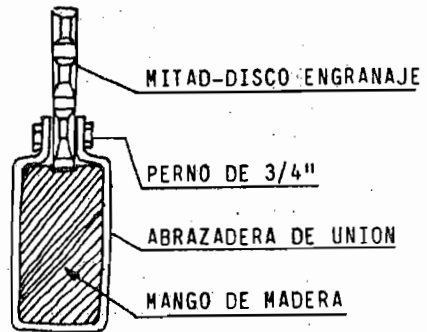 MITAD-DISCO ENGRANAJE
PERNO DE 3/4"
ABRAZADERA DE UNION
MANGO DE MADERA